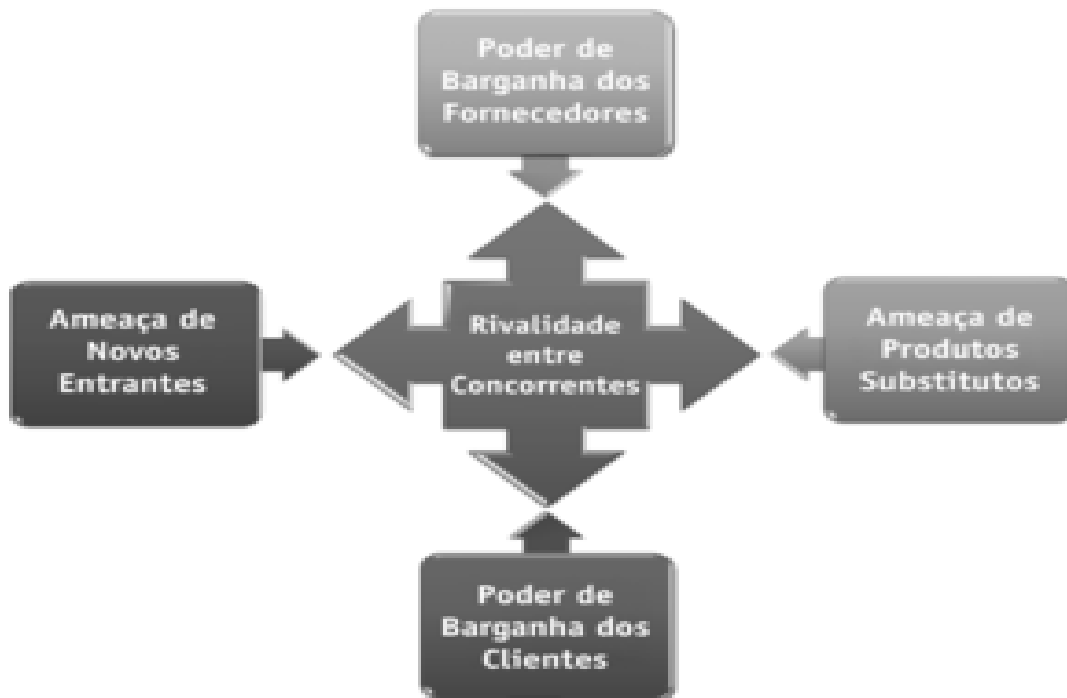 Poder de
Barganha dos
Fornecedores
Ameaça de
Novos
Entrantes
Rivalidade
entre
Concorrentes
Ameaça de
Produtos
Substitutos
Poder de
Barganha dos
Clientes